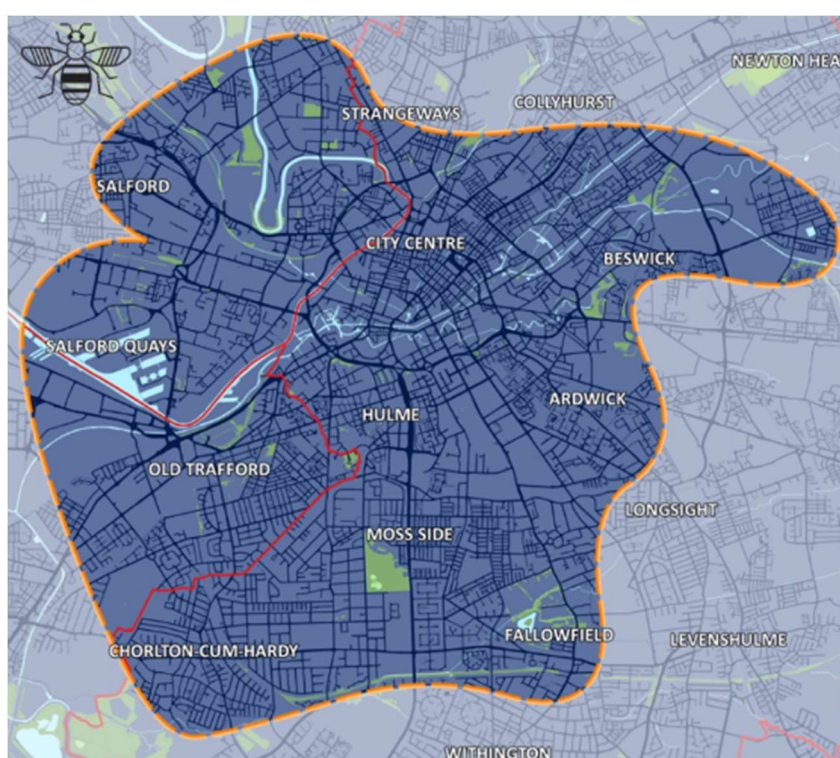 NEWTON HEA
COLLYHURST
STRANGEWAYS
SALFORD
CITY CENTRE
BESWICK
SALFORD QUAYS
ARDWICK
HULME
OLD TRAFFORD
LONGSIGHT
MOSS SIDE
FALLOWFIELD
LEVENSHULME
CHORLTON-CUM-HARDY
WITHINGTON